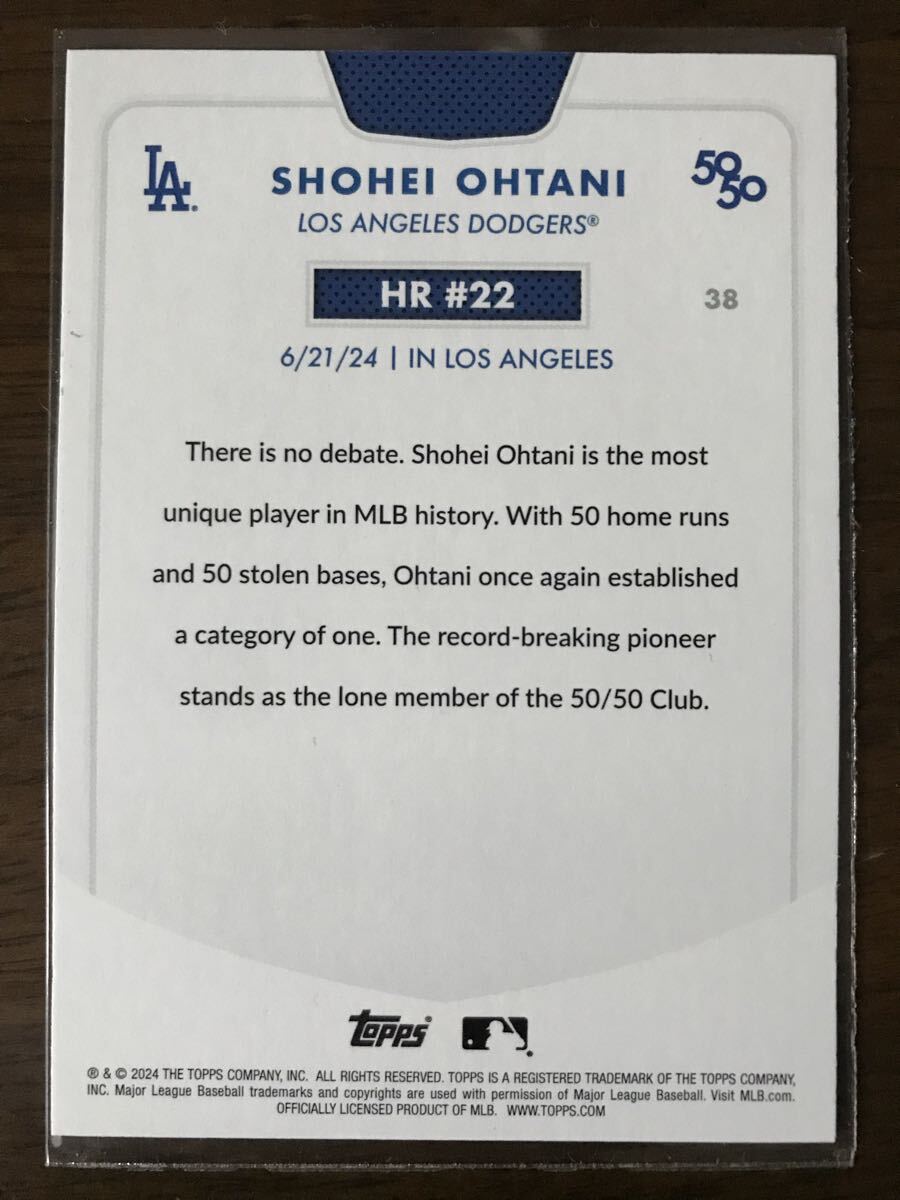 LA
SHOHEI OHTANI
50
50
LOS ANGELES DODGERS®
HR #22
38
6/21/24 | IN LOS ANGELES
There is no debate. Shohei Ohtani is the most
unique player in MLB history. With 50 home runs
and 50 stolen bases, Ohtani once again established
a category of one. The record-breaking pioneer
stands as the lone member of the 50/50 Club.
topps®
® & © 2024 THE TOPPS COMPANY, INC. ALL RIGHTS RESERVED. TOPPS IS A REGISTERED TRADEMARK OF THE TOPPS COMPANY,
INC. Major League Baseball trademarks and copyrights are used with permission of Major League Baseball. Visit MLB.com.
OFFICIALLY LICENSED PRODUCT OF MLB. WWW.TOPPS.COM